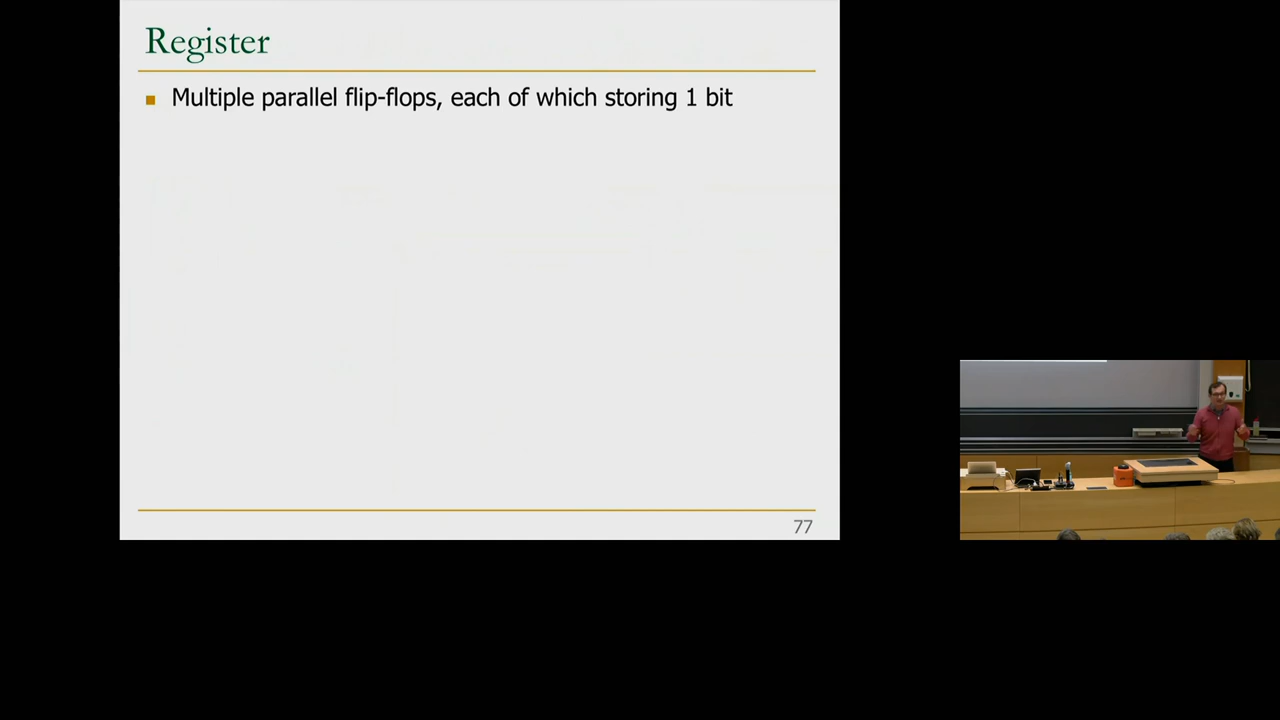 Register
Multiple parallel flip-flops, each of which storing 1 bit
77